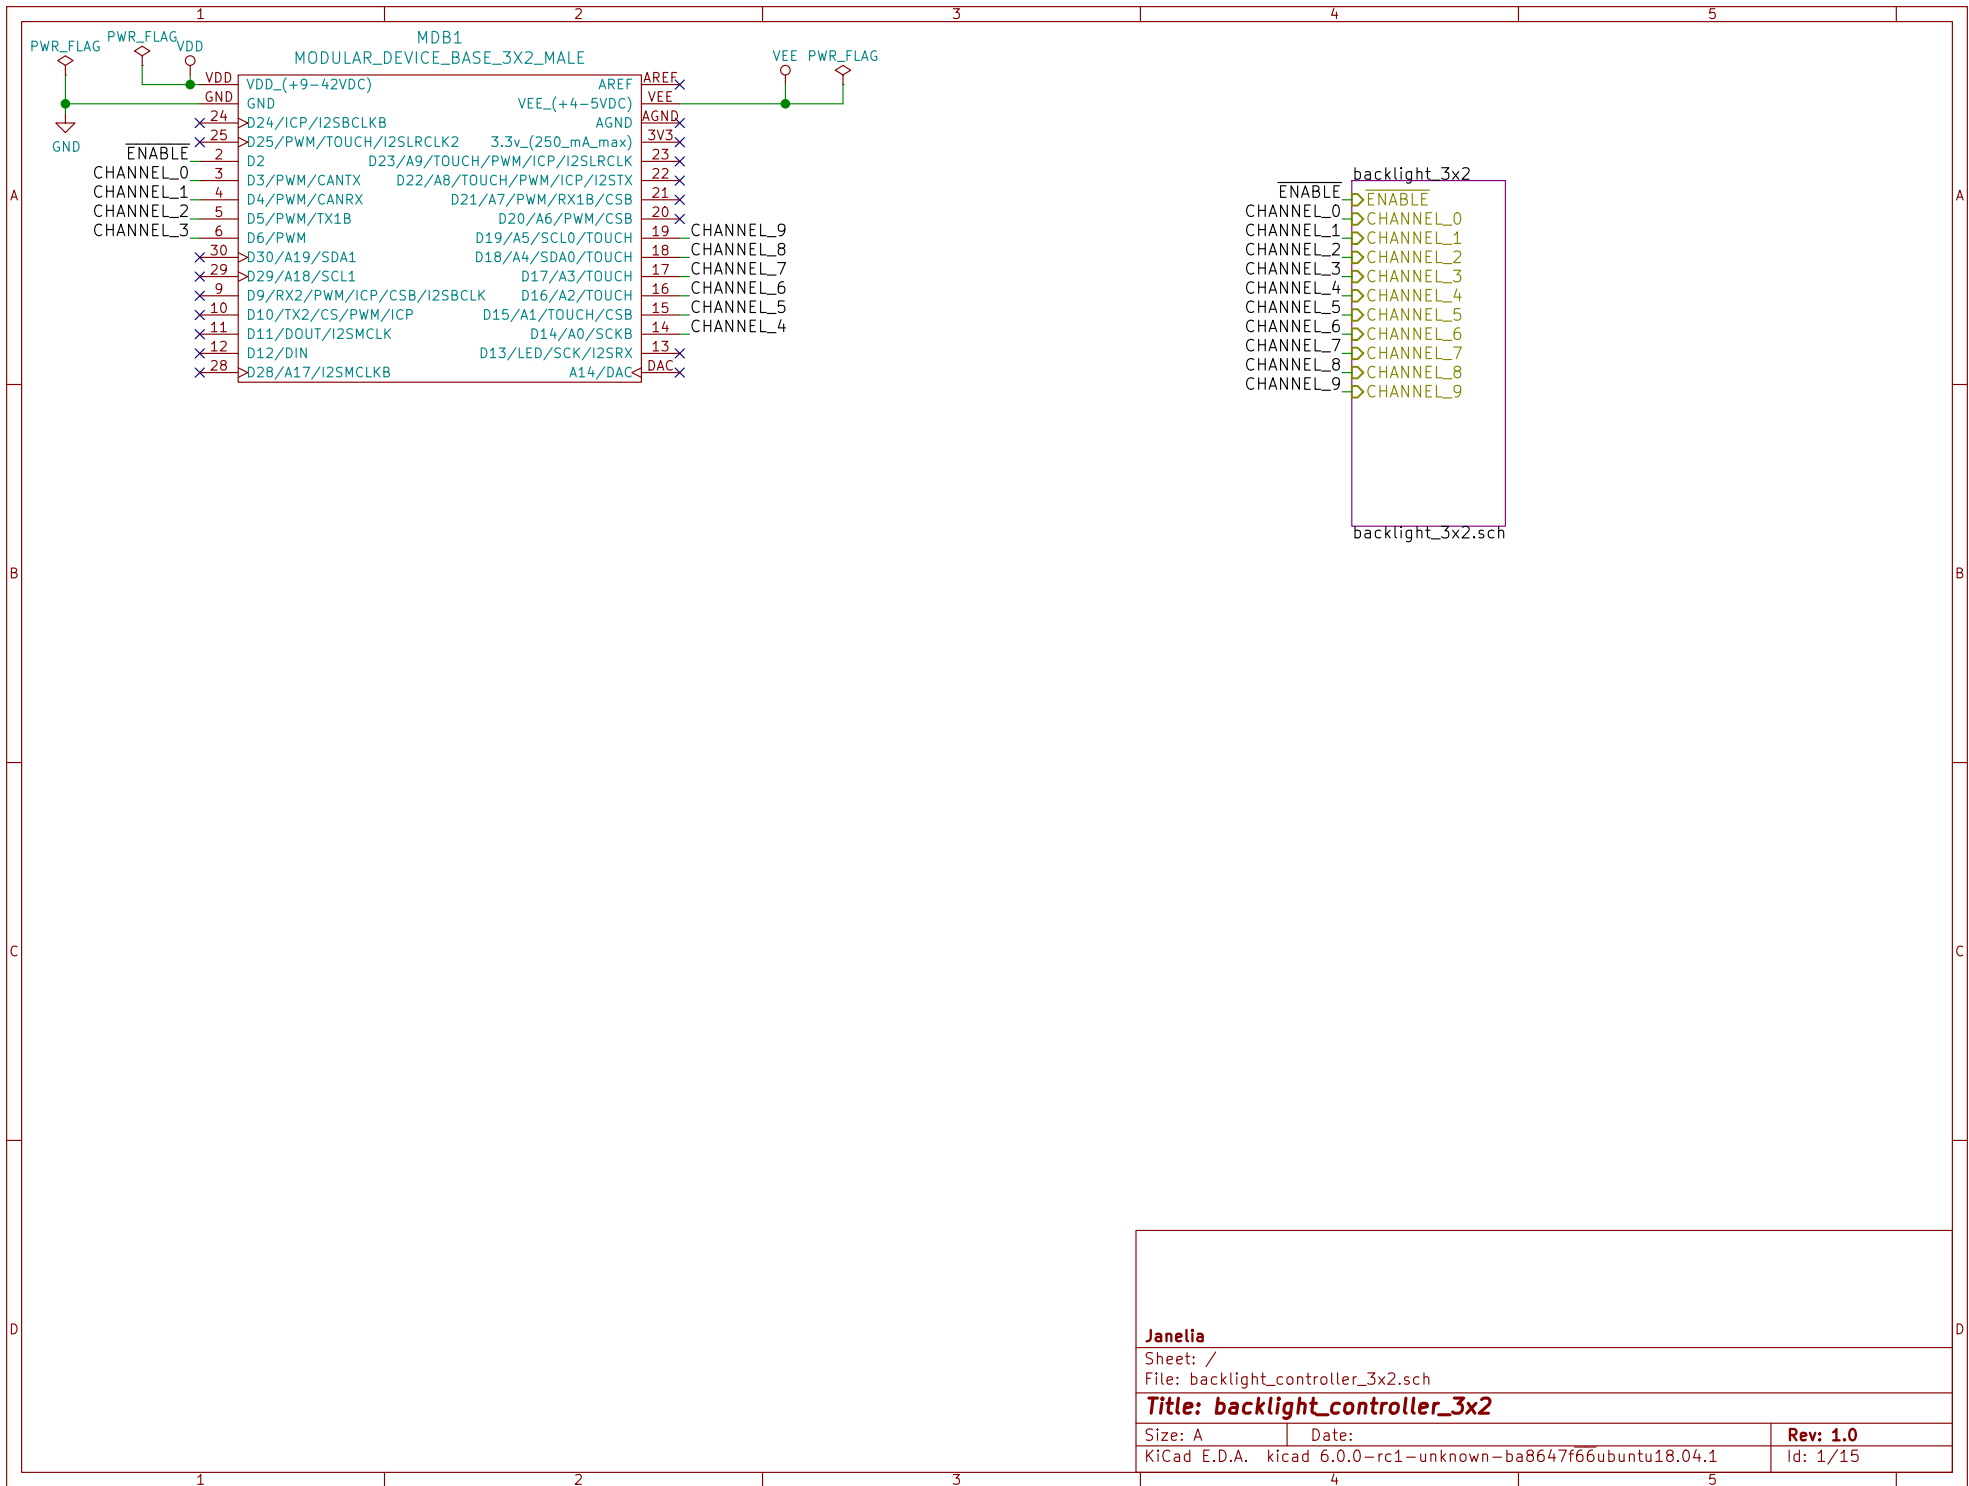 1 2 3 4 5
PWR_FLAG PWR_FLAG VDD
MDB1
MODULAR_DEVICE_BASE_3X2_MALE
VEE PWR_FLAG
VDD VDD_(+9-42VDC) AREF AREF
GND GND VEE_(+4-5VDC) VEE
24 D24/ICP/I2SBCLKB AGND AGND
25 D25/PWM/TOUCH/I2SLRCLK2 3.3v_(250_mA_max) 3V3
GND
ENABLE 2 D2 D23/A9/TOUCH/PWM/ICP/I2SLRCLK 23
CHANNEL_0 3 D3/PWM/CANTX D22/A8/TOUCH/PWM/ICP/I2STX 22
CHANNEL_1 4 D4/PWM/CANRX D21/A7/PWM/RX1B/CSB 21
CHANNEL_2 5 D5/PWM/TX1B D20/A6/PWM/CSB 20
CHANNEL_3 6 D6/PWM D19/A5/SCL0/TOUCH 19 CHANNEL_9
30 D30/A19/SDA1 D18/A4/SDA0/TOUCH 18 CHANNEL_8
29 D29/A18/SCL1 D17/A3/TOUCH 17 CHANNEL_7
9 D9/RX2/PWM/ICP/CSB/I2SBCLK D16/A2/TOUCH 16 CHANNEL_6
10 D10/TX2/CS/PWM/ICP D15/A1/TOUCH/CSB 15 CHANNEL_5
11 D11/DOUT/I2SMCLK D14/A0/SCKB 14 CHANNEL_4
12 D12/DIN D13/LED/SCK/I2SRX 13
28 D28/A17/I2SMCLKB A14/DAC DAC
backlight_3x2
ENABLE ENABLE
CHANNEL_0 CHANNEL_0
CHANNEL_1 CHANNEL_1
CHANNEL_2 CHANNEL_2
CHANNEL_3 CHANNEL_3
CHANNEL_4 CHANNEL_4
CHANNEL_5 CHANNEL_5
CHANNEL_6 CHANNEL_6
CHANNEL_7 CHANNEL_7
CHANNEL_8 CHANNEL_8
CHANNEL_9 CHANNEL_9
backlight_3x2.sch
A A
B B
C C
D D
Janelia
Sheet: /
File: backlight_controller_3x2.sch
Title: backlight_controller_3x2
Size: A Date: Rev: 1.0
KiCad E.D.A. kicad 6.0.0-rc1-unknown-ba8647f66ubuntu18.04.1 Id: 1/15
1 2 3 4 5